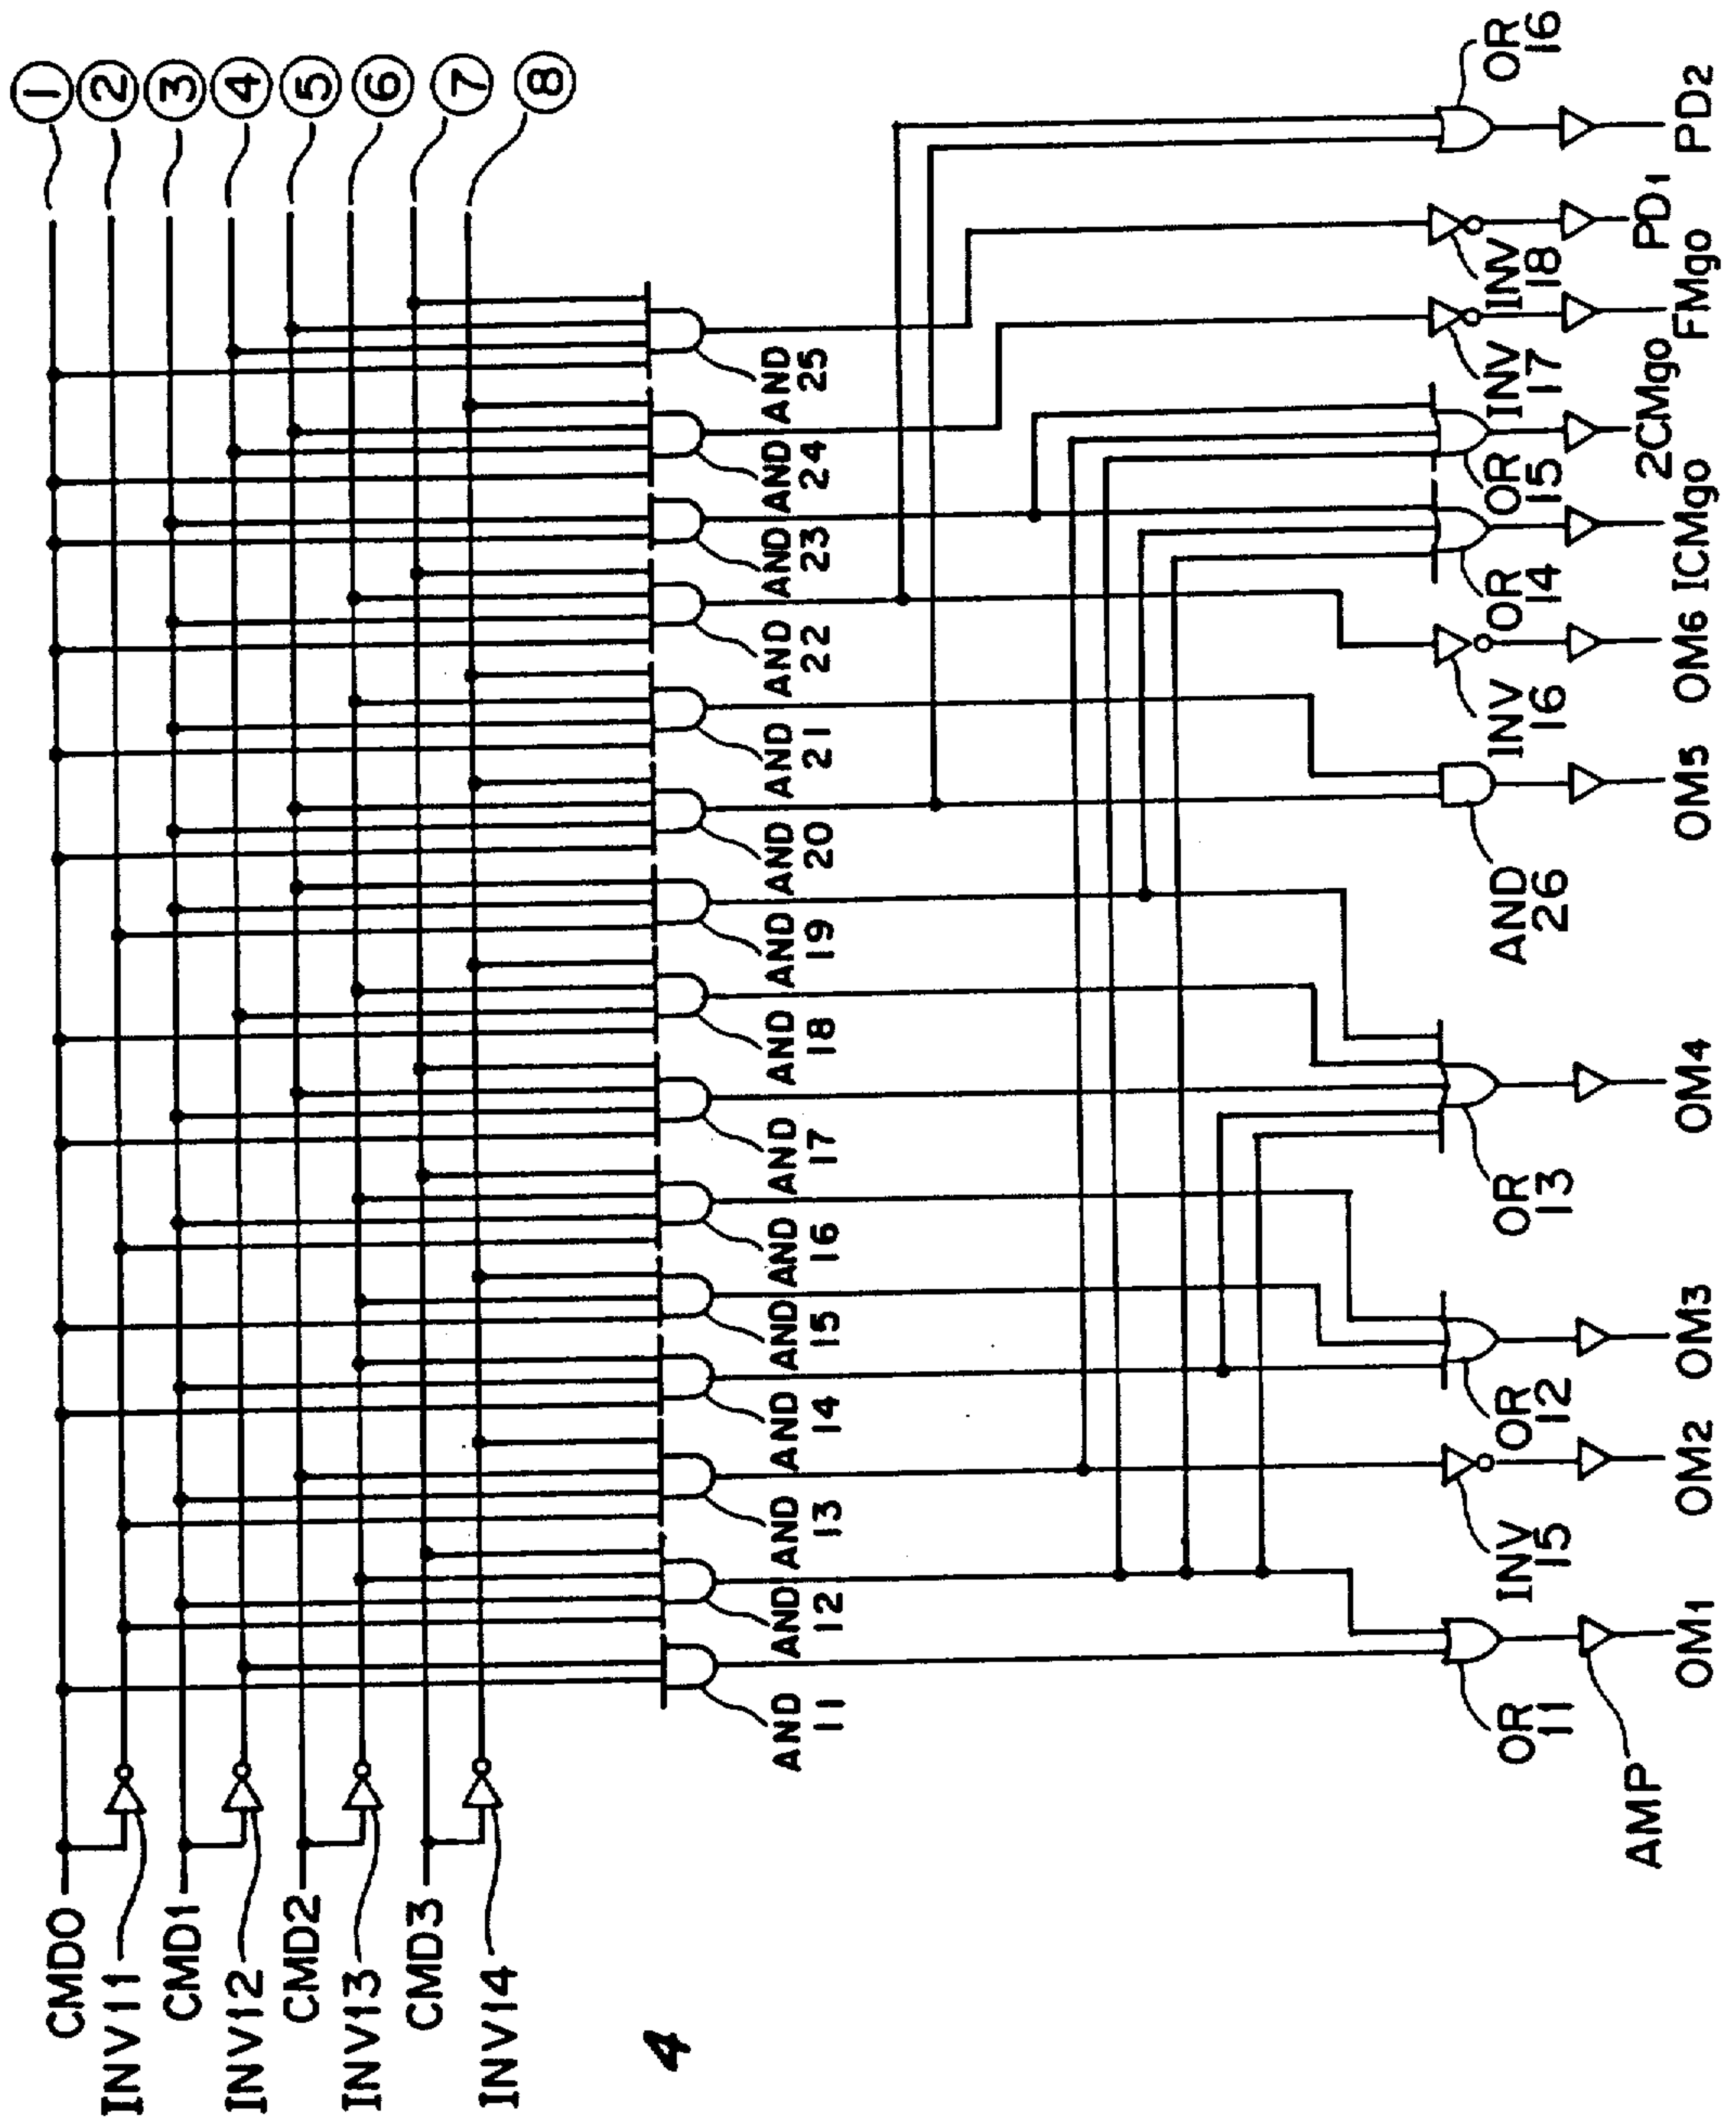 1
2
3
4
5
6
7
8
CMD0
INV11
CMD1
INV12
CMD2
INV13
CMD3
INV14
4
AND
11
AND
12
AND
13
AND
14
AND
15
AND
16
AND
17
AND
18
AND
19
AND
20
AND
21
AND
22
AND
23
AND
24
AND
25
OR
11
INV
15
OR
12
OR
13
AND
26
INV
16
OR
14
OR
15
INV
17
INV
18
OR
16
AMP
OM1
OM2
OM3
OM4
OM5
OM6
ICMgo
2CMgo
FMgo
PD1
PD2